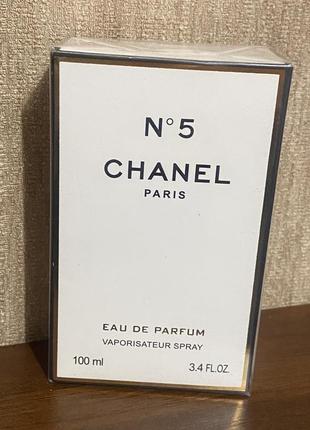 N°5
CHANEL
PARIS
EAU DE PARFUM
VAPORISATEUR SPRAY
100 ml 3.4 FL.OZ.